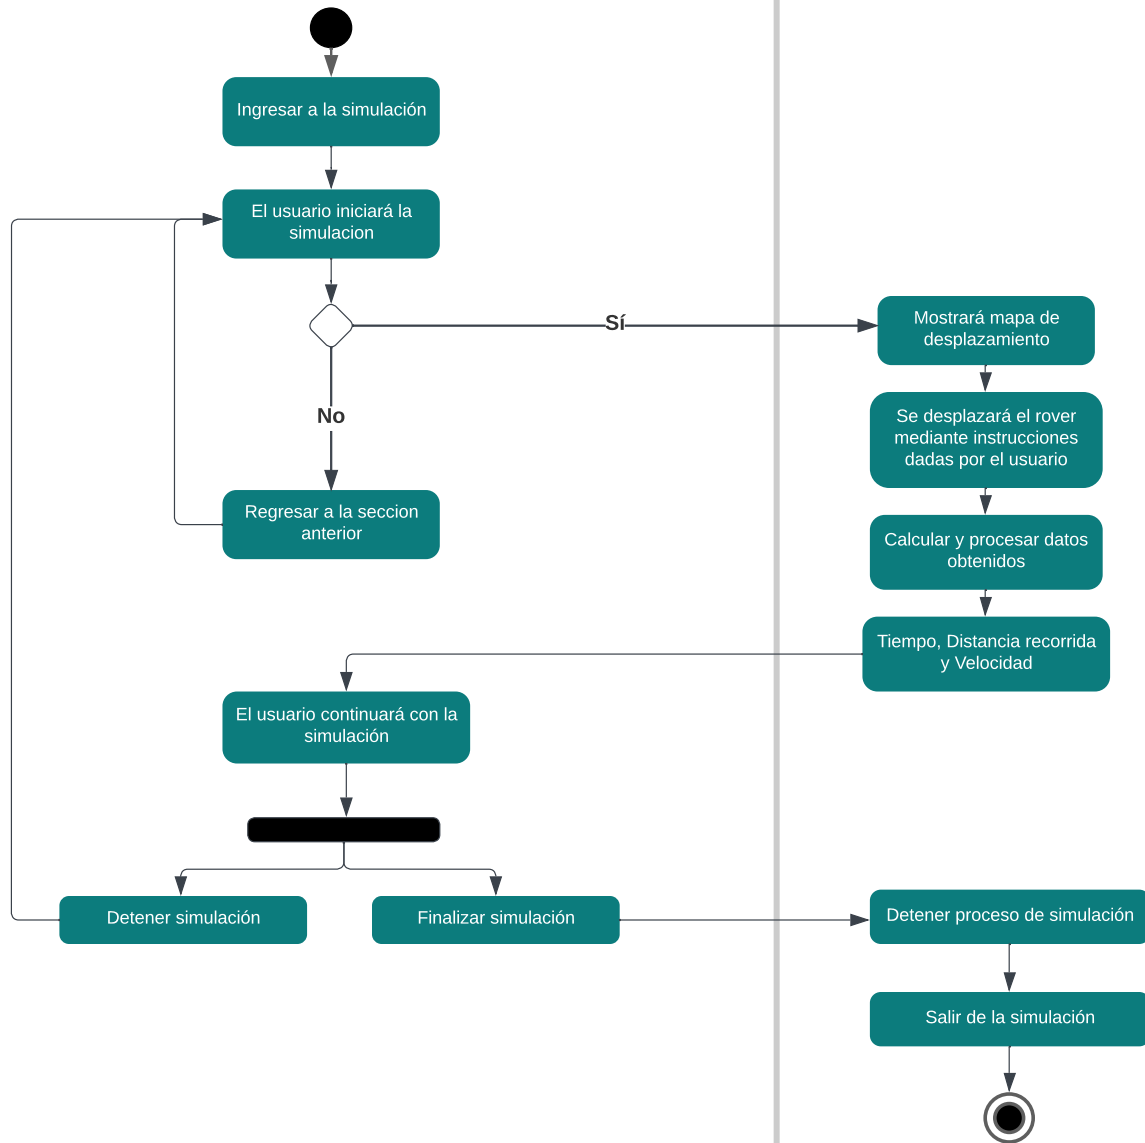 Ingresar a la simulación
El usuario iniciará la
simulacion
Sí
No
Regresar a la seccion
anterior
Mostrará mapa de
desplazamiento
Se desplazará el rover
mediante instrucciones
dadas por el usuario
Calcular y procesar datos
obtenidos
Tiempo, Distancia recorrida
y Velocidad
El usuario continuará con la
simulación
Detener simulación
Finalizar simulación
Detener proceso de simulación
Salir de la simulación